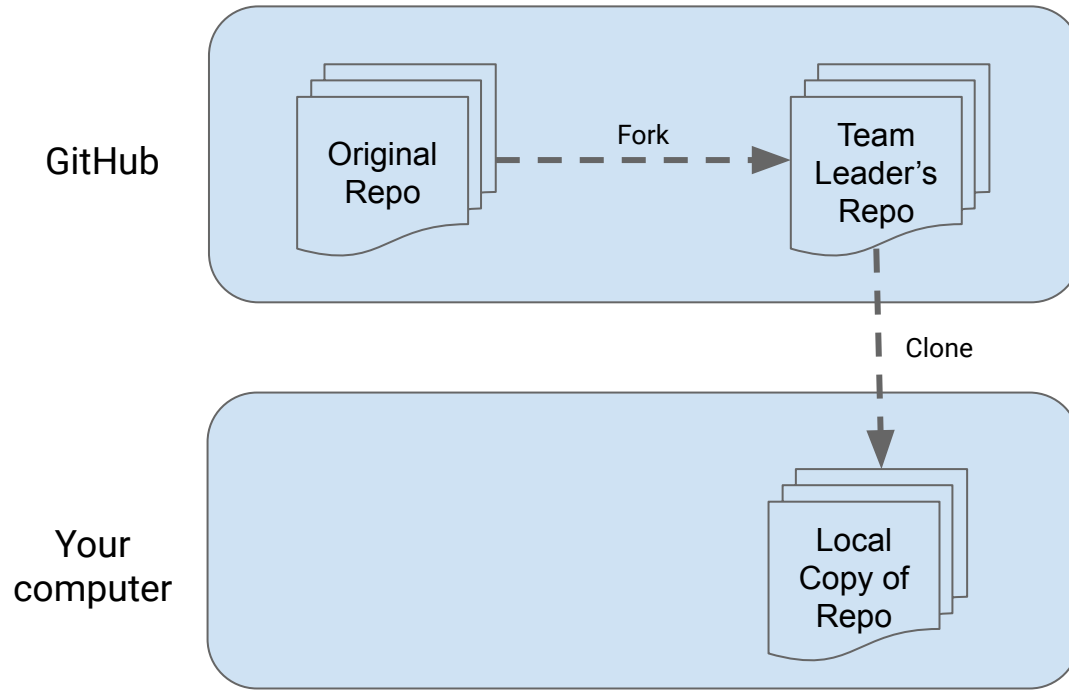 GitHub
Original
Repo
Fork
Team
Leader’s
Repo
Clone
Your
computer
Local
Copy of
Repo